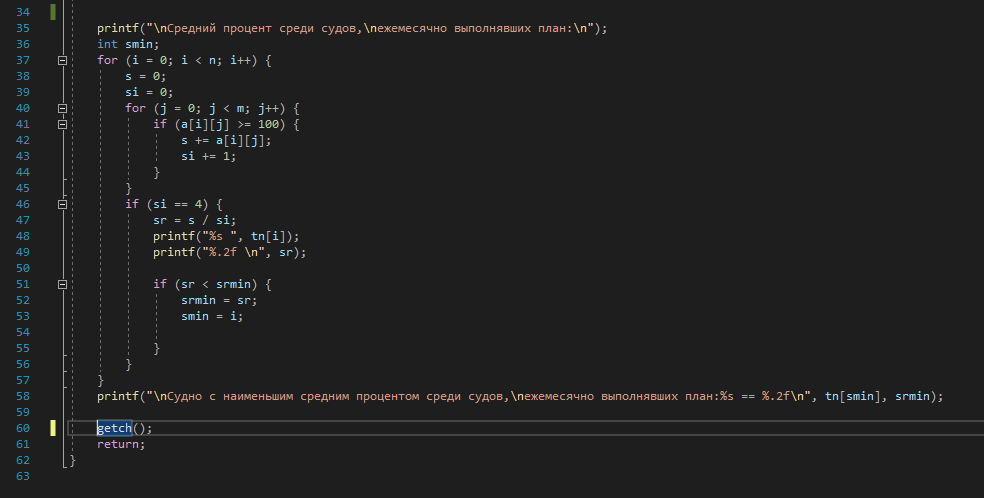 34
35 printf("\nСредний процент среди судов,\nежемесячно выполнявших план:\n");
36 int smin;
37 for (i = 0; i < n; i++) {
38 s = 0;
39 si = 0;
40 for (j = 0; j < m; j++) {
41 if (a[i][j] >= 100) {
42 s += a[i][j];
43 si += 1;
44 }
45 }
46 if (si == 4) {
47 sr = s / si;
48 printf("%s ", tn[i]);
49 printf("%.2f \n", sr);
50
51 if (sr < srmin) {
52 srmin = sr;
53 smin = i;
54
55 }
56 }
57 }
58 printf("\nСудно с наименьшим средним процентом среди судов,\nежемесячно выполнявших план:%s == %.2f\n", tn[smin], srmin);
59
60 getch();
61 return;
62 }
63